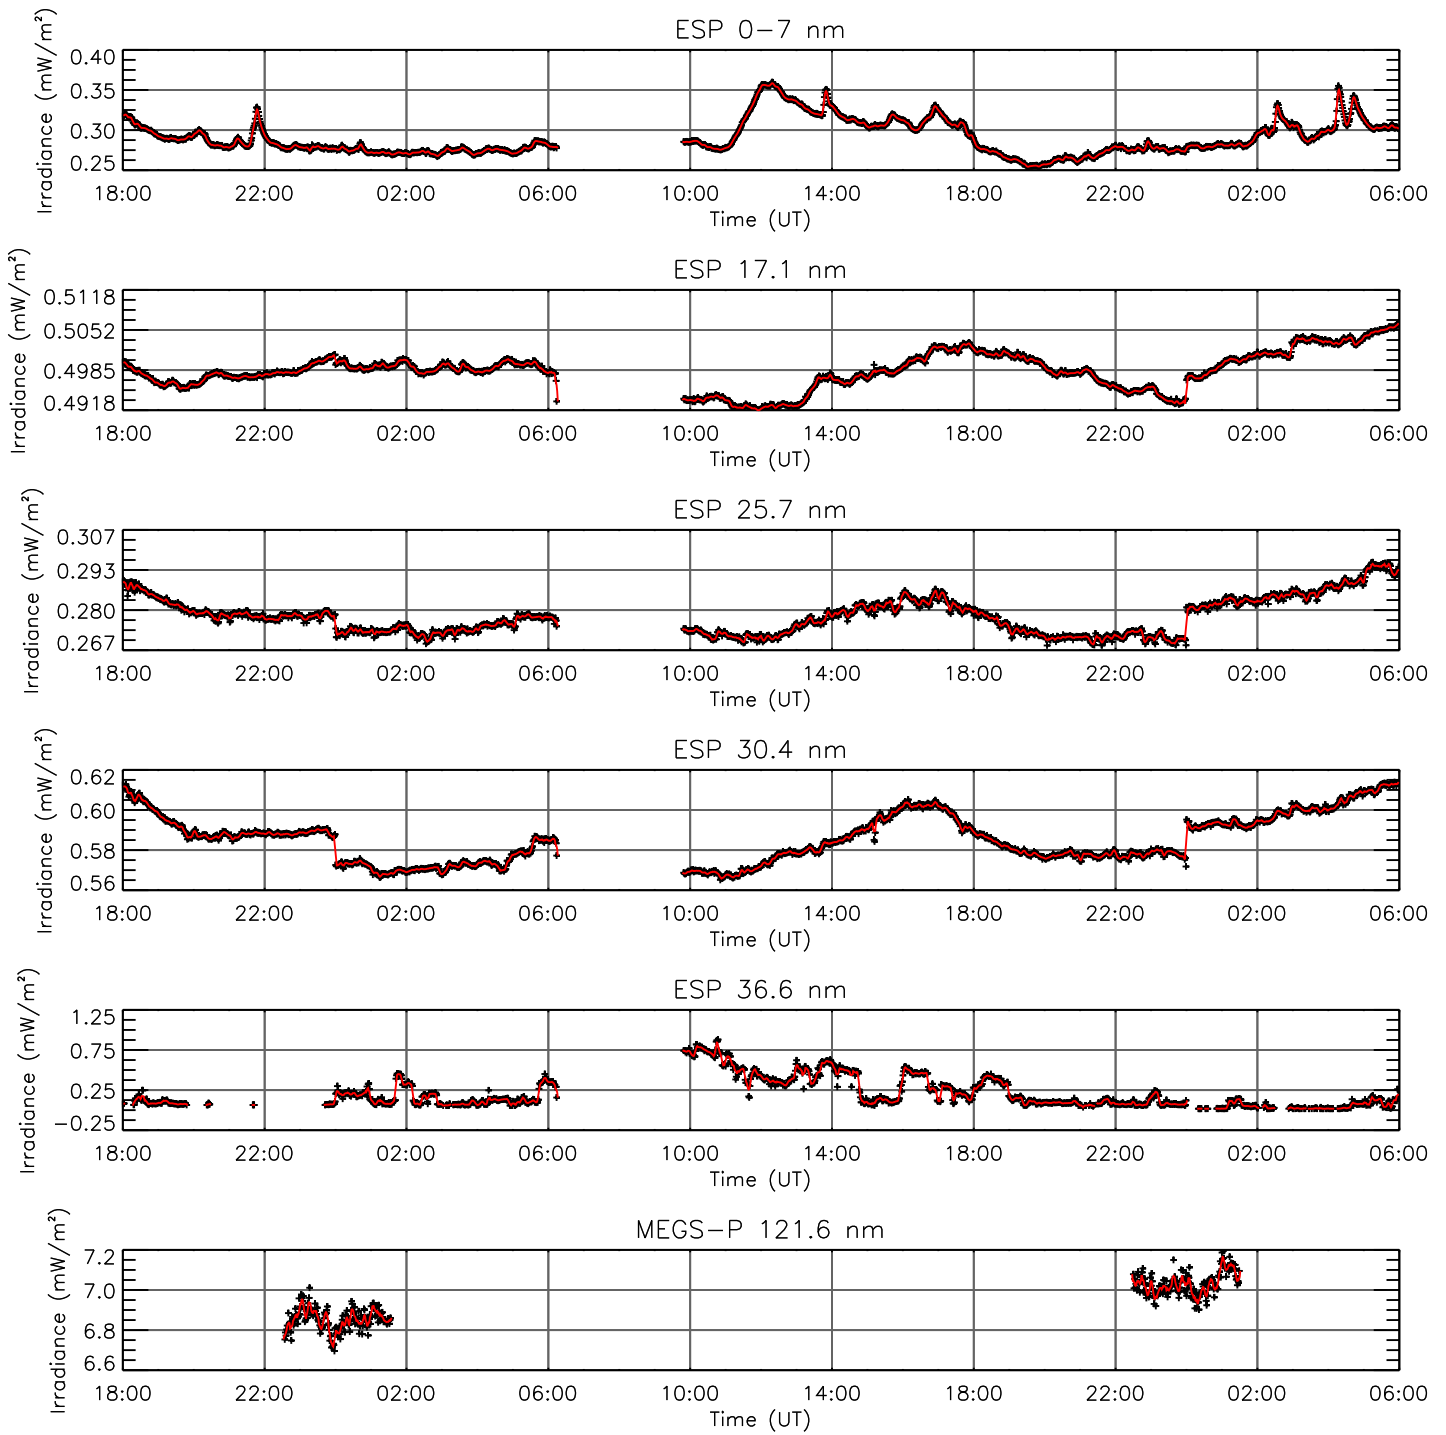 ESP 0−7 nm
Irradiance (mW/m²)
0.40
0.35
0.30
0.25
18:00 22:00 02:00 06:00 10:00 14:00 18:00 22:00 02:00 06:00
Time (UT)
ESP 17.1 nm
Irradiance (mW/m²)
0.5118
0.5052
0.4985
0.4918
18:00 22:00 02:00 06:00 10:00 14:00 18:00 22:00 02:00 06:00
Time (UT)
ESP 25.7 nm
Irradiance (mW/m²)
0.307
0.293
0.280
0.267
18:00 22:00 02:00 06:00 10:00 14:00 18:00 22:00 02:00 06:00
Time (UT)
ESP 30.4 nm
Irradiance (mW/m²)
0.62
0.60
0.58
0.56
18:00 22:00 02:00 06:00 10:00 14:00 18:00 22:00 02:00 06:00
Time (UT)
ESP 36.6 nm
Irradiance (mW/m²)
1.25
0.75
0.25
−0.25
18:00 22:00 02:00 06:00 10:00 14:00 18:00 22:00 02:00 06:00
Time (UT)
MEGS−P 121.6 nm
Irradiance (mW/m²)
7.2
7.0
6.8
6.6
18:00 22:00 02:00 06:00 10:00 14:00 18:00 22:00 02:00 06:00
Time (UT)